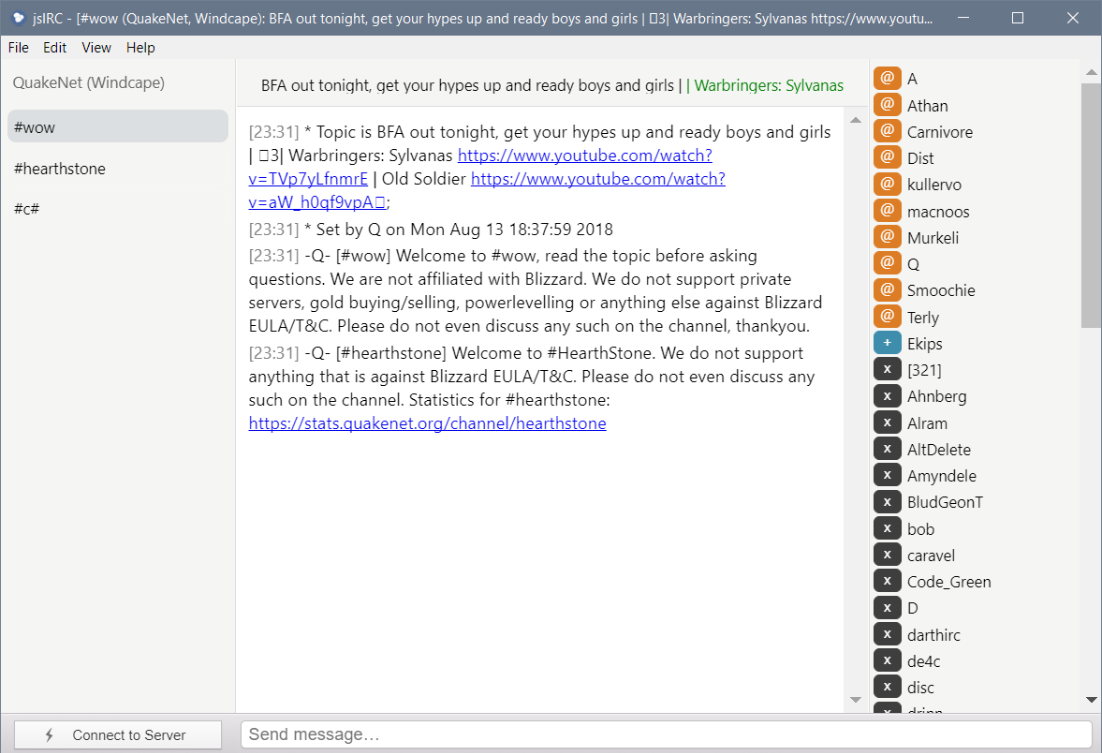 jsIRC - [#wow (QuakeNet, Windcape): BFA out tonight, get your hypes up and ready boys and girls | 3| Warbringers: Sylvanas https://www.youtu...
File Edit View Help
QuakeNet (Windcape)
#wow
#hearthstone
#c#
BFA out tonight, get your hypes up and ready boys and girls | | Warbringers: Sylvanas
[23:31] * Topic is BFA out tonight, get your hypes up and ready boys and girls
| 3| Warbringers: Sylvanas https://www.youtube.com/watch?
v=TVp7yLfnmrE | Old Soldier https://www.youtube.com/watch?
v=aW_h0qf9vpA;
[23:31] * Set by Q on Mon Aug 13 18:37:59 2018
[23:31] -Q- [#wow] Welcome to #wow, read the topic before asking
questions. We are not affiliated with Blizzard. We do not support private
servers, gold buying/selling, powerlevelling or anything else against Blizzard
EULA/T&C. Please do not even discuss any such on the channel, thankyou.
[23:31] -Q- [#hearthstone] Welcome to #HearthStone. We do not support
anything that is against Blizzard EULA/T&C. Please do not even discuss any
such on the channel. Statistics for #hearthstone:
https://stats.quakenet.org/channel/hearthstone
@ A
@ Athan
@ Carnivore
@ Dist
@ kullervo
@ macnoos
@ Murkeli
@ Q
@ Smoochie
@ Terly
+ Ekips
x [321]
x Ahnberg
x Alram
x AltDelete
x Amyndele
x BludGeonT
x bob
x caravel
x Code_Green
x D
x darthirc
x de4c
x disc
Connect to Server
Send message…